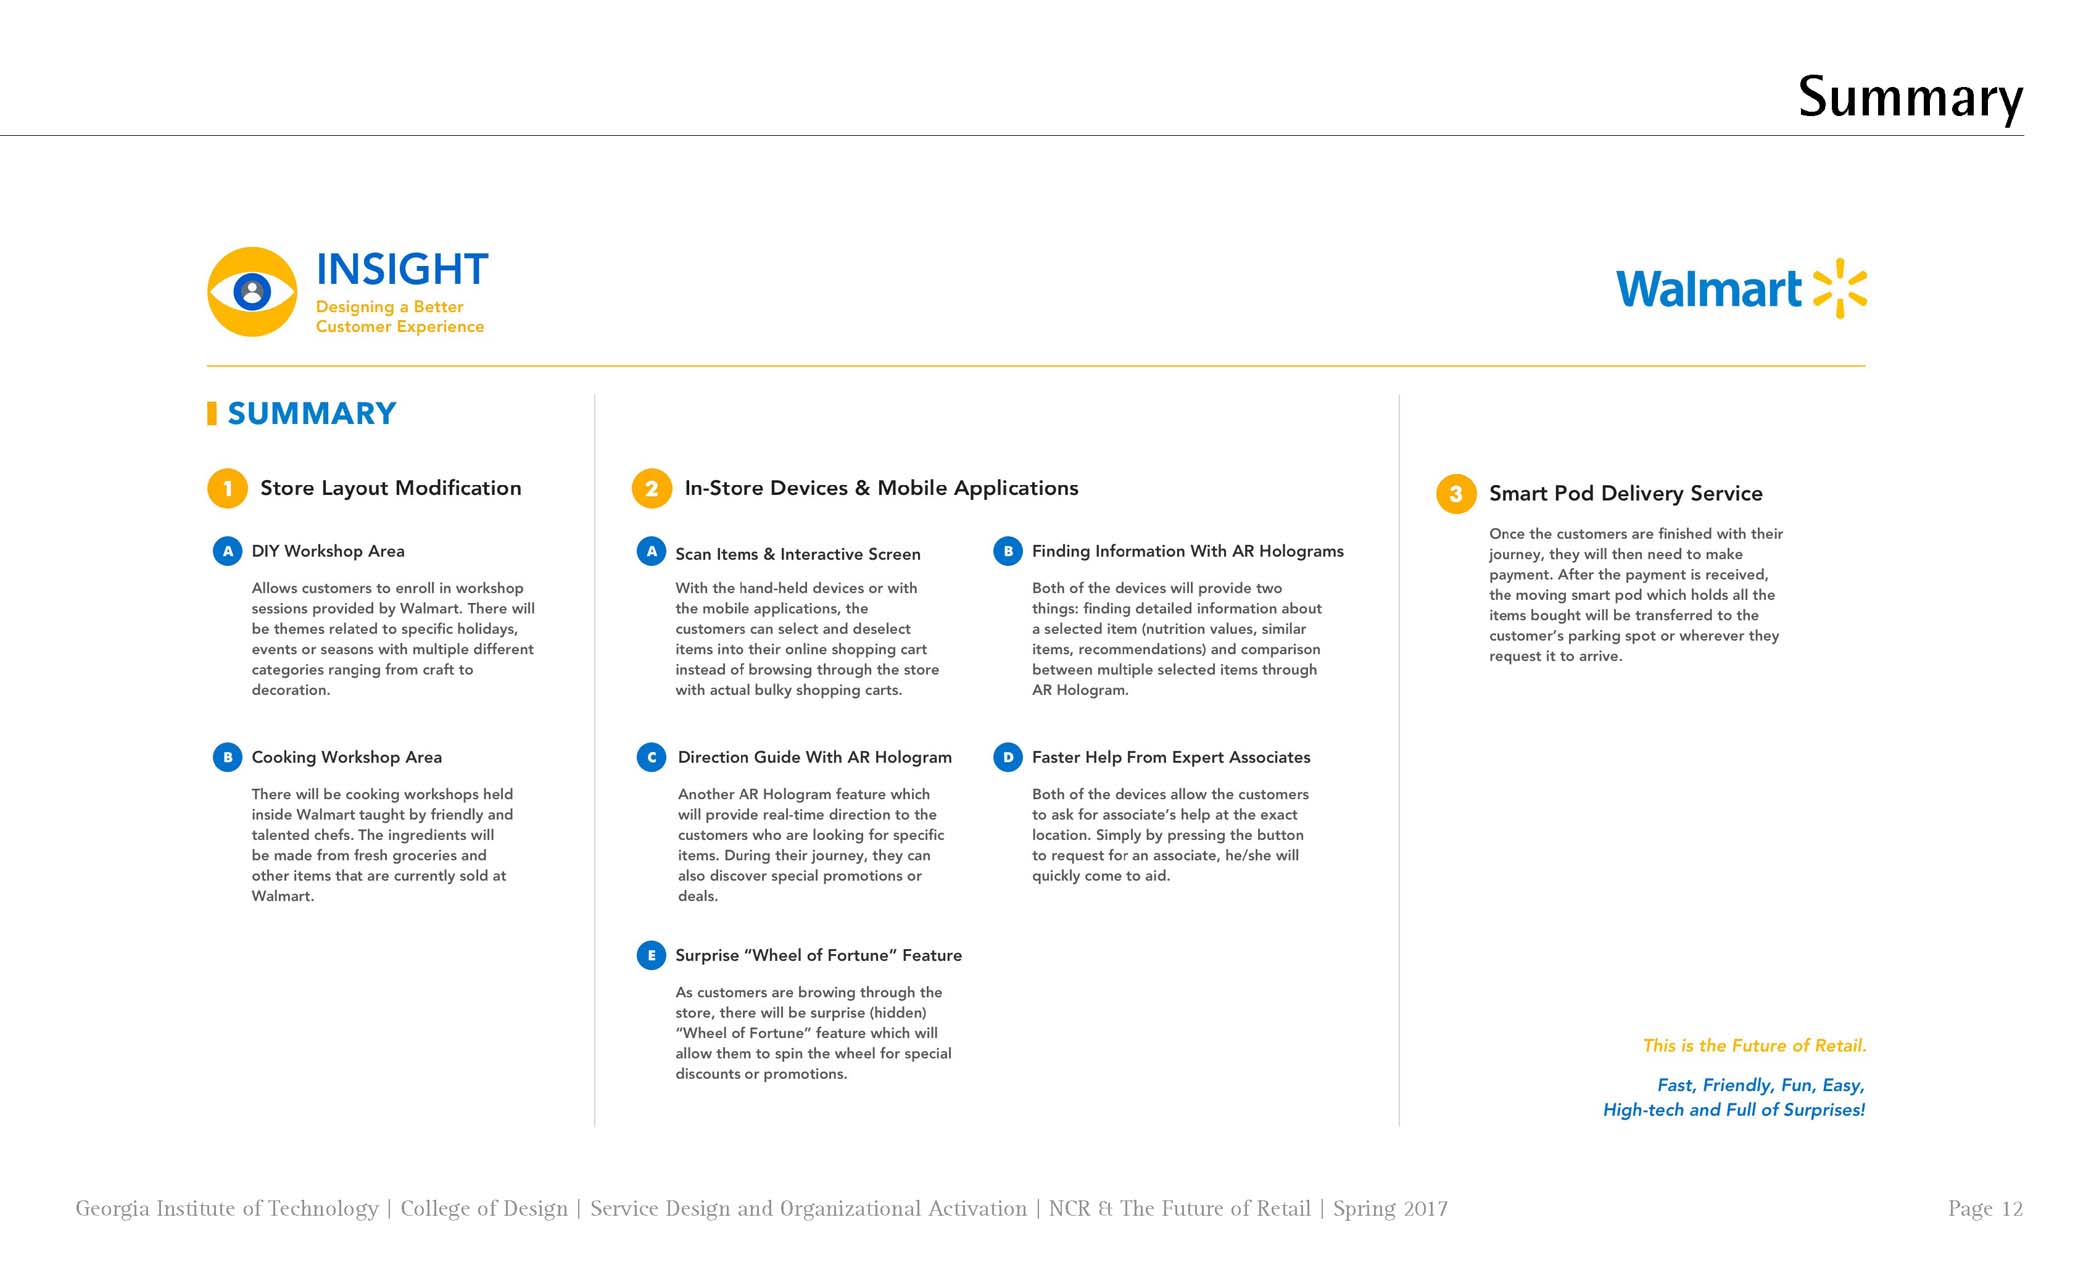 Summary
INSIGHT
Designing a Better
Customer Experience
Walmart
SUMMARY
1 Store Layout Modification
A DIY Workshop Area
Allows customers to enroll in workshop
sessions provided by Walmart. There will
be themes related to specific holidays,
events or seasons with multiple different
categories ranging from craft to
decoration.
B Cooking Workshop Area
There will be cooking workshops held
inside Walmart taught by friendly and
talented chefs. The ingredients will
be made from fresh groceries and
other items that are currently sold at
Walmart.
2 In-Store Devices & Mobile Applications
A Scan Items & Interactive Screen
With the hand-held devices or with
the mobile applications, the
customers can select and deselect
items into their online shopping cart
instead of browsing through the store
with actual bulky shopping carts.
B Finding Information With AR Holograms
Both of the devices will provide two
things: finding detailed information about
a selected item (nutrition values, similar
items, recommendations) and comparison
between multiple selected items through
AR Hologram.
C Direction Guide With AR Hologram
Another AR Hologram feature which
will provide real-time direction to the
customers who are looking for specific
items. During their journey, they can
also discover special promotions or
deals.
D Faster Help From Expert Associates
Both of the devices allow the customers
to ask for associate's help at the exact
location. Simply by pressing the button
to request for an associate, he/she will
quickly come to aid.
E Surprise “Wheel of Fortune” Feature
As customers are browing through the
store, there will be surprise (hidden)
“Wheel of Fortune” feature which will
allow them to spin the wheel for special
discounts or promotions.
3 Smart Pod Delivery Service
Once the customers are finished with their
journey, they will then need to make
payment. After the payment is received,
the moving smart pod which holds all the
items bought will be transferred to the
customer’s parking spot or wherever they
request it to arrive.
This is the Future of Retail.
Fast, Friendly, Fun, Easy,
High-tech and Full of Surprises!
Georgia Institute of Technology | College of Design | Service Design and Organizational Activation | NCR & The Future of Retail | Spring 2017
Page 12